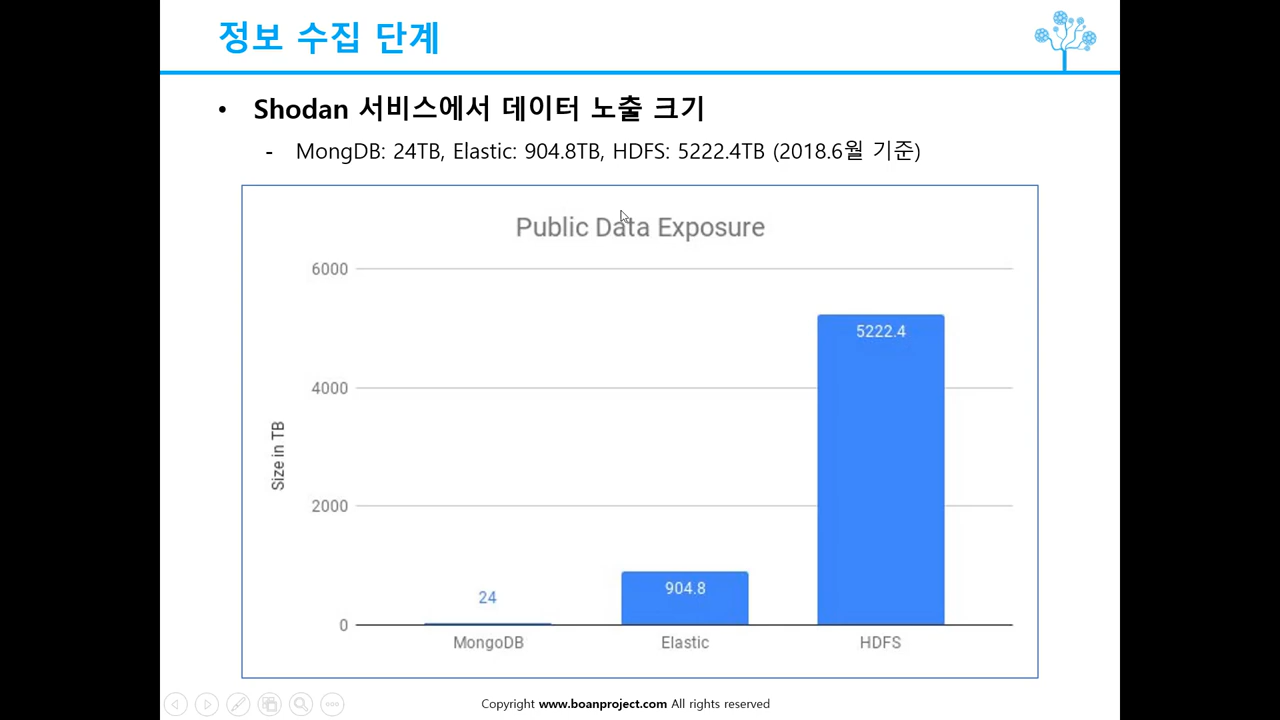 정보 수집 단계
• Shodan 서비스에서 데이터 노출 크기
- MongDB: 24TB, Elastic: 904.8TB, HDFS: 5222.4TB (2018.6월 기준)
Public Data Exposure
6000
5222.4
4000
Size in TB
2000
904.8
24
0
MongoDB Elastic HDFS
Copyright www.boanproject.com All rights reserved